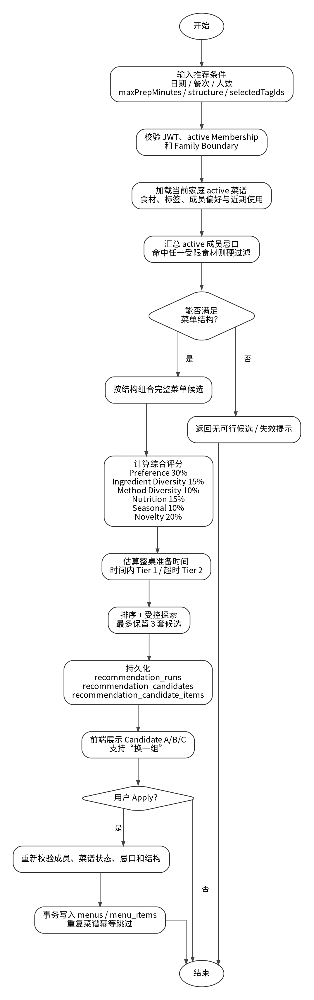 开始
输入推荐条件
日期 / 餐次 / 人数
maxPrepMinutes / structure / selectedTagIds
校验 JWT、active Membership
和 Family Boundary
加载当前家庭 active 菜谱
食材、标签、成员偏好与近期使用
汇总 active 成员忌口
命中任一受限食材则硬过滤
能否满足
菜单结构？
是
否
按结构组合完整菜单候选
返回无可行候选 / 失效提示
计算综合评分
Preference 30%
Ingredient Diversity 15%
Method Diversity 10%
Nutrition 15%
Seasonal 10%
Novelty 20%
估算整桌准备时间
时间内 Tier 1 / 超时 Tier 2
排序 + 受控探索
最多保留 3 套候选
持久化
recommendation_runs
recommendation_candidates
recommendation_candidate_items
前端展示 Candidate A/B/C
支持“换一组”
用户 Apply？
是
重新校验成员、菜谱状态、忌口和结构
否
事务写入 menus / menu_items
重复菜谱幂等跳过
结束